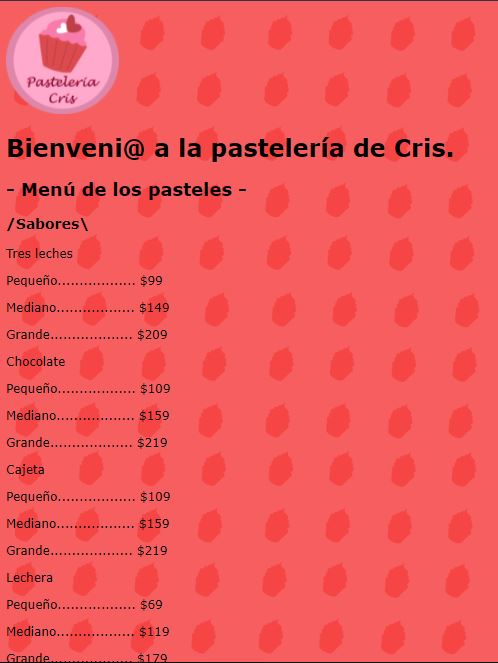 Pastelería
Cris
Bienveni@ a la pastelería de Cris.
- Menú de los pasteles -
/Sabores\
Tres leches
Pequeño.................. $99
Mediano.................. $149
Grande................... $209
Chocolate
Pequeño.................. $109
Mediano.................. $159
Grande................... $219
Cajeta
Pequeño.................. $109
Mediano.................. $159
Grande................... $219
Lechera
Pequeño.................. $69
Mediano.................. $119
Grande................... $179